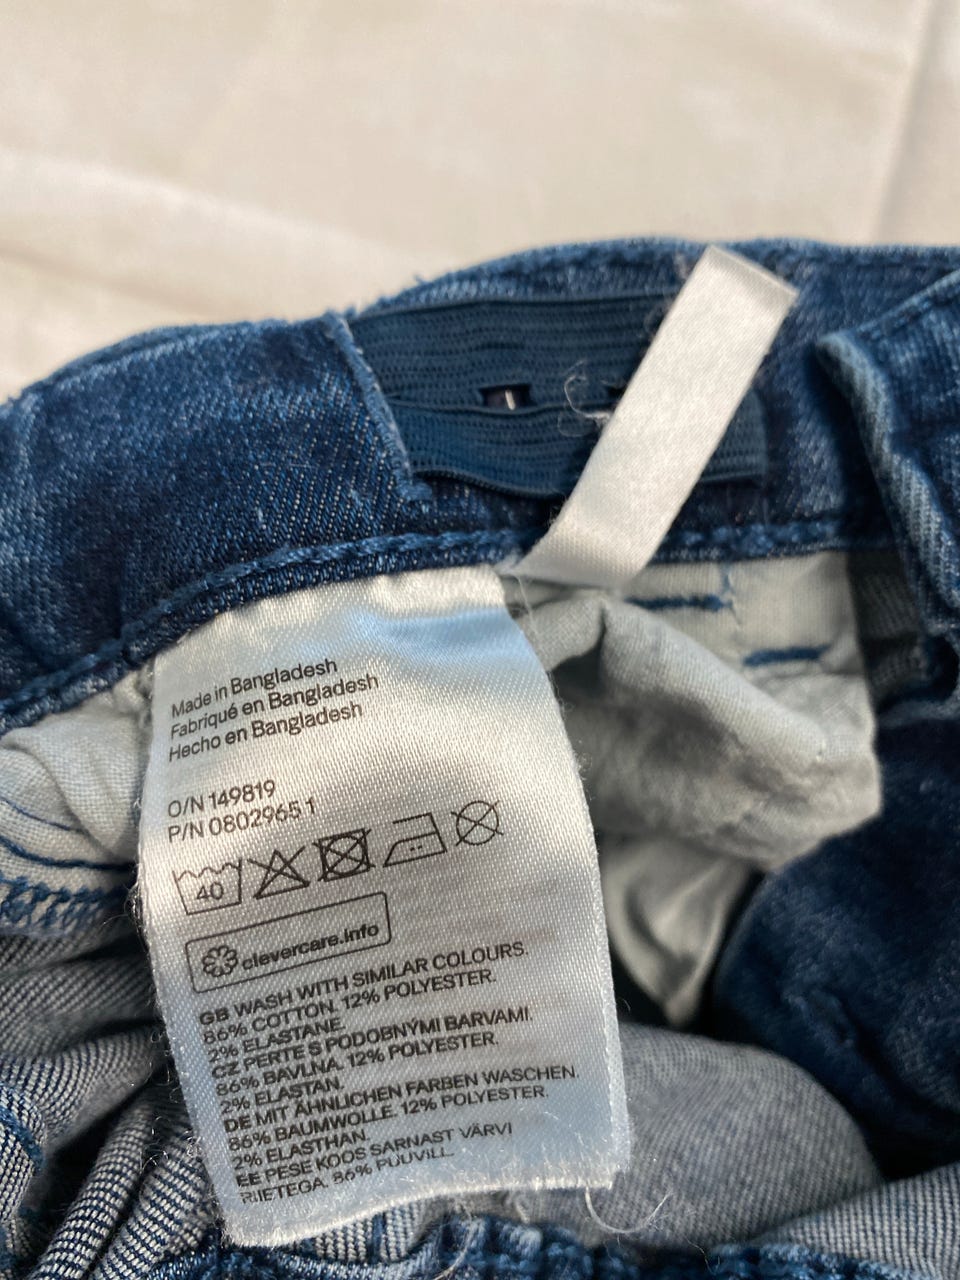 Made in Bangladesh
Fabriqué en Bangladesh
Hecho en Bangladesh
O/N 149819
P/N 0802965 1
40
clevercare.info
GB WASH WITH SIMILAR COLOURS.
86% COTTON. 12% POLYESTER.
2% ELASTANE.
CZ PERTE S PODOBNÝMI BARVAMI.
86% BAVLNA. 12% POLYESTER.
2% ELASTAN.
DE MIT ÄHNLICHEN FARBEN WASCHEN.
86% BAUMWOLLE. 12% POLYESTER.
2% ELASTHAN.
EE PESE KOOS SARNAST VÄRVI
RIIETEGA. 86% PUUVILL.